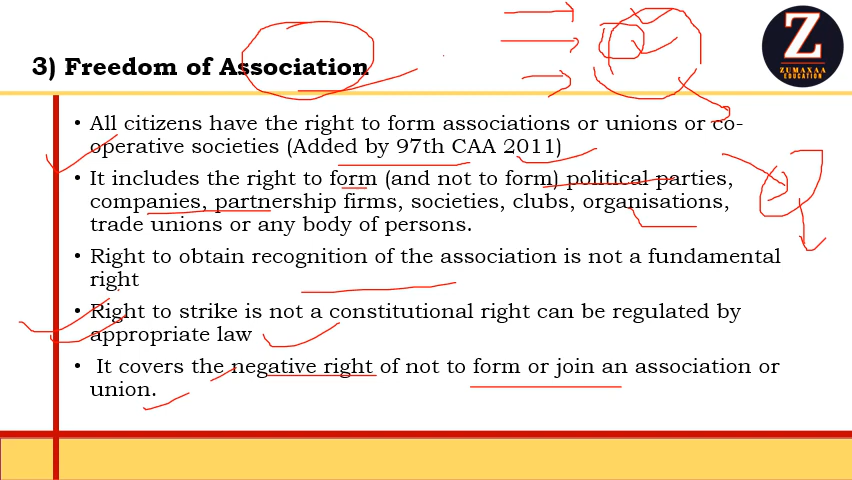 3) Freedom of Association
Z
ZUMAXAA
EDUCATION
• All citizens have the right to form associations or unions or co-
operative societies (Added by 97th CAA 2011)
• It includes the right to form (and not to form) political parties,
companies, partnership firms, societies, clubs, organisations,
trade unions or any body of persons.
• Right to obtain recognition of the association is not a fundamental
right
• Right to strike is not a constitutional right can be regulated by
appropriate law
• It covers the negative right of not to form or join an association or
union.